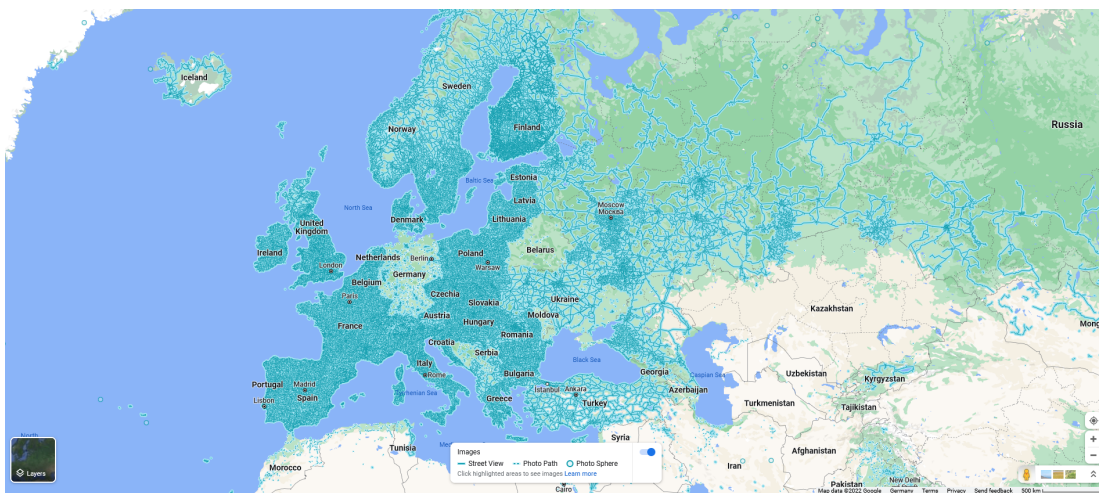 Iceland
Sweden
Norway
Finland
Russia
Estonia
Baltic Sea
Latvia
North Sea
Moscow
Москва
Denmark
Lithuania
United
Kingdom
Ireland
Belarus
Netherlands
Berlin
Poland
London
Germany
Warsaw
Belgium
Paris
Czechia
Slovakia
Ukraine
Kazakhstan
France
Austria
Moldova
Hungary
Romania
Croatia
Serbia
Italy
Black Sea
Bulgaria
Georgia
Caspian Sea
Uzbekistan
Kyrgyzstan
Rome
Portugal
Madrid
Istanbul
Ankara
Azerbaijan
Spain
Greece
Turkey
Turkmenistan
Tajikistan
Lisbon
Tyrrhenian Sea
Syria
Tunisia
Afghanistan
Iran
Morocco
Pakistan
New Delhi
Cairo
Layers
Images
Street View
Photo Path
Photo Sphere
Click highlighted areas to see images Learn more
Map data ©2022 Google
Germany
Terms
Privacy
Send feedback
500 km